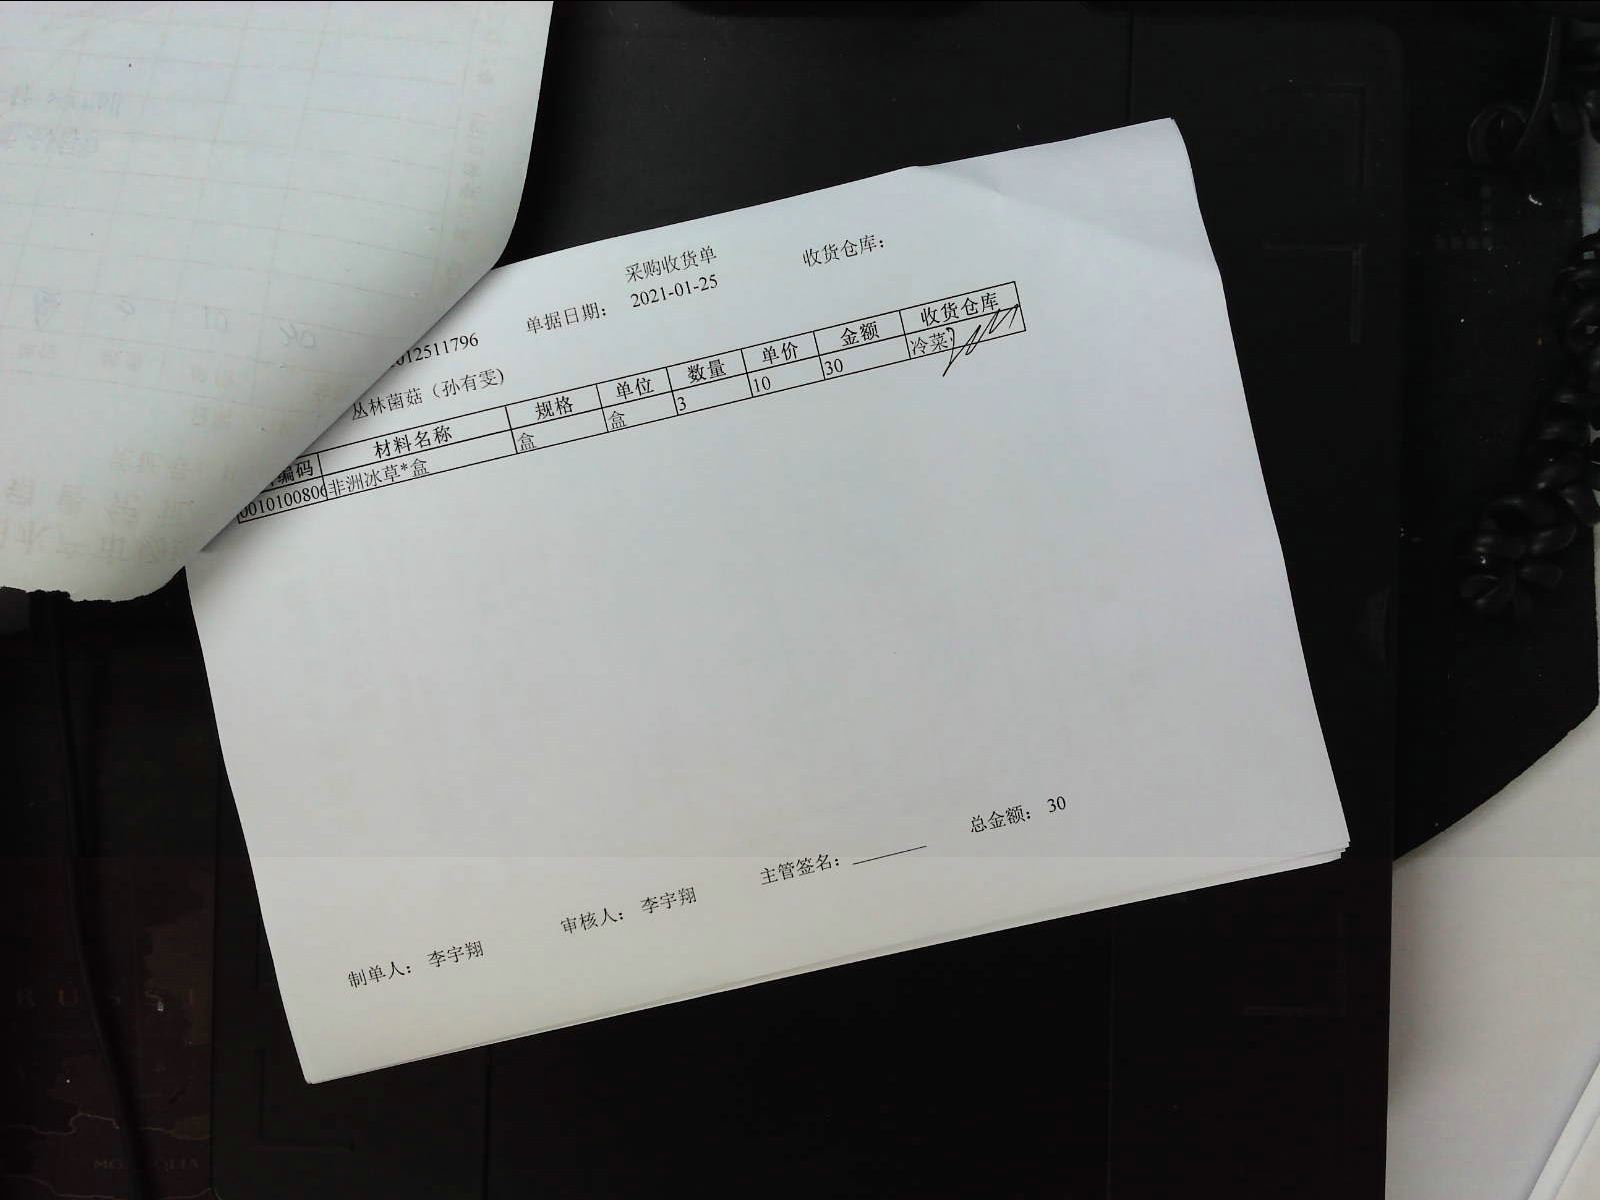 采购收货单 收货仓库：
单据日期： 2021-01-25
012511796
丛林菌菇（孙有雯)
编码 材料名称 规格 单位 数量 单价 金额 收货仓库
0010100806 非洲冰草*盒 盒 盒 3 10 30 冷菜
总金额： 30
制单人： 李宇翔 审核人： 李宇翔 主管签名：